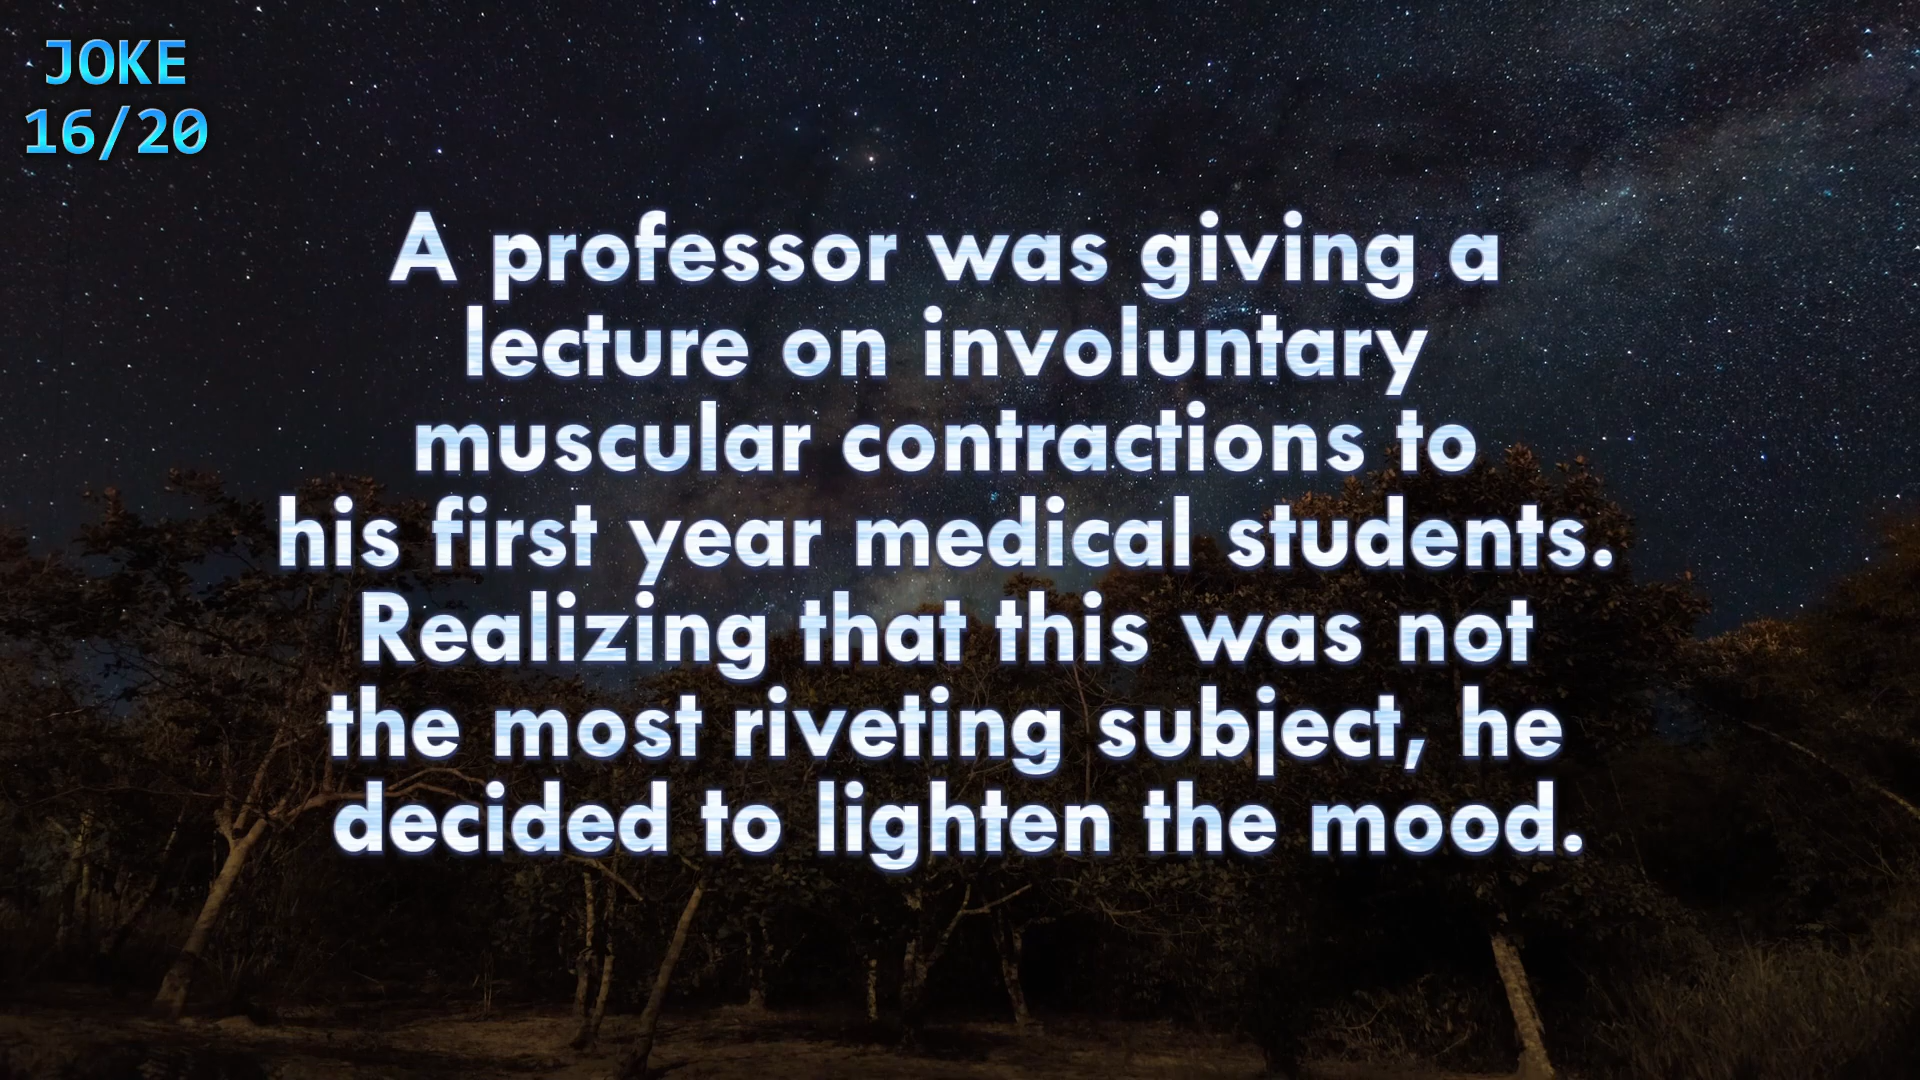 JOKE
16/20
A professor was giving a
lecture on involuntary
muscular contractions to
his first year medical students.
Realizing that this was not
the most riveting subject, he
decided to lighten the mood.